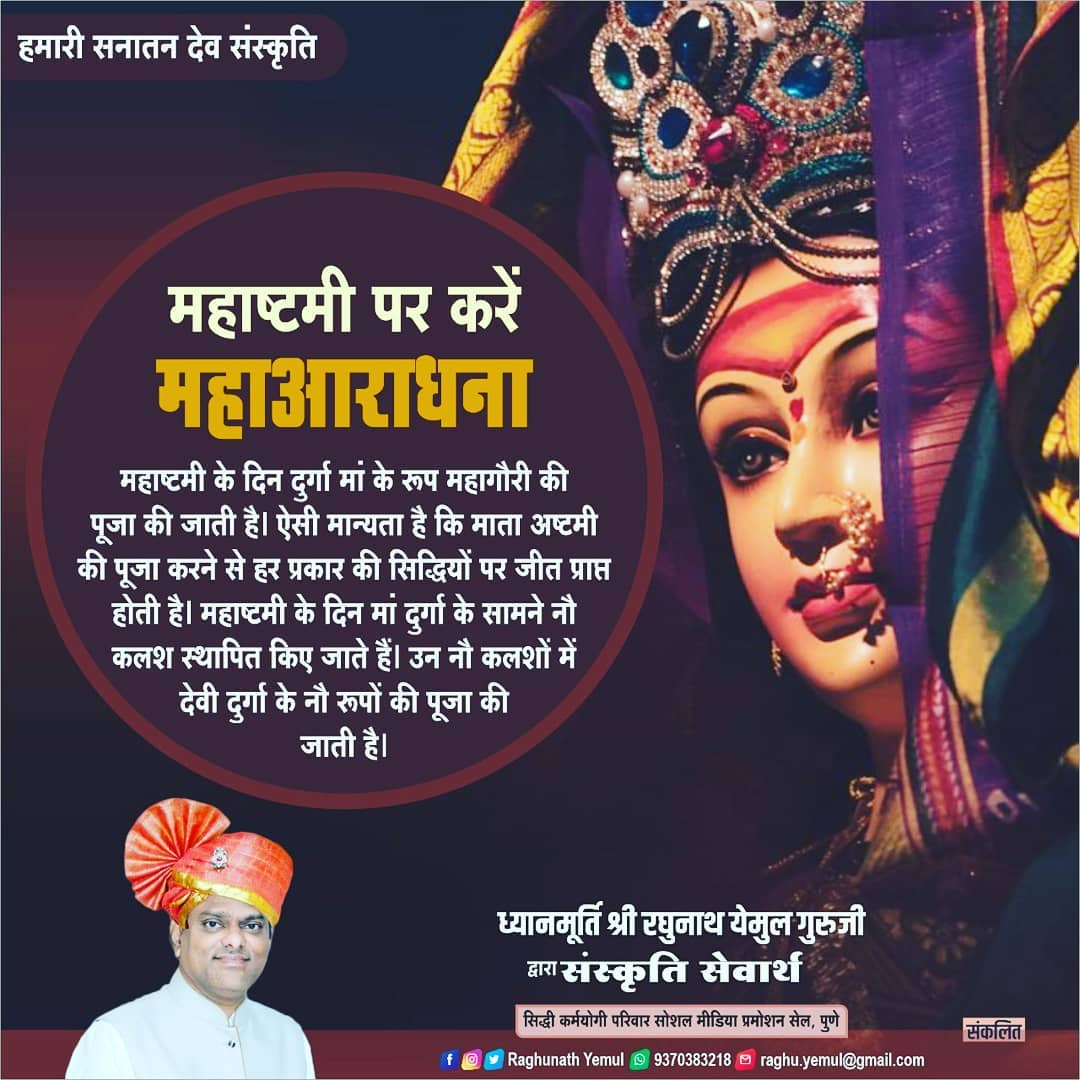 हमारी सनातन देव संस्कृति
महाष्टमी पर करें
महाआराधना
महाष्टमी के दिन दुर्गा मां के रूप महागौरी की
पूजा की जाती है। ऐसी मान्यता है कि माता अष्टमी
की पूजा करने से हर प्रकार की सिद्धियों पर जीत प्राप्त
होती है। महाष्टमी के दिन मां दुर्गा के सामने नौ
कलश स्थापित किए जाते हैं। उन नौ कलशों में
देवी दुर्गा के नौ रूपों की पूजा की
जाती है।
ध्यानमूर्ति श्री रघुनाथ येमुल गुरुजी
द्वारा संस्कृति सेवार्थ
सिद्धी कर्मयोगी परिवार सोशल मीडिया प्रमोशन सेल, पुणे
संकलित
Raghunath Yemul 9370383218 raghu.yemul@gmail.com